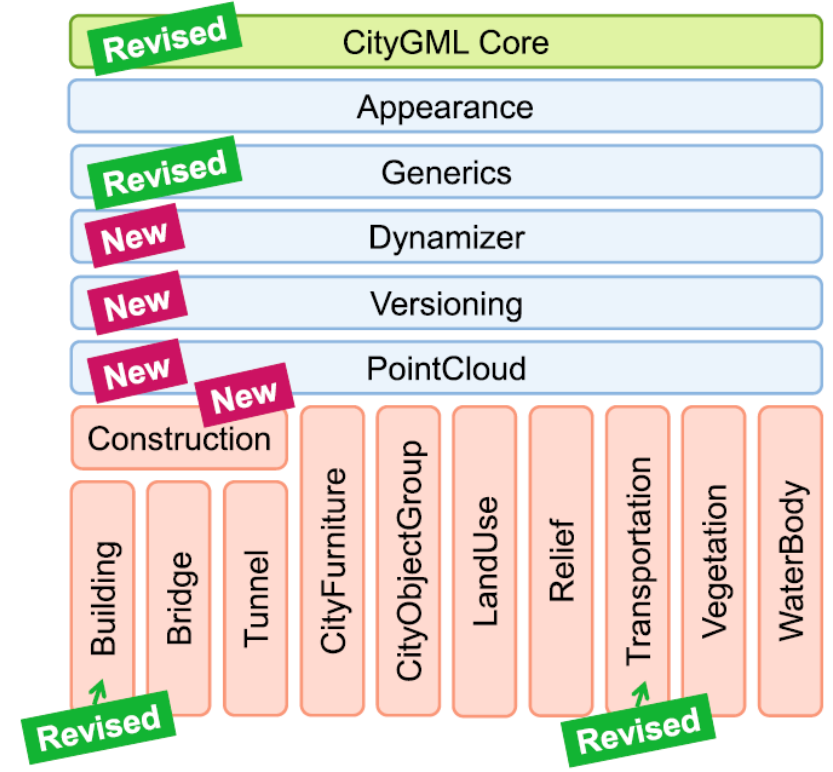 Revised
CityGML Core
Appearance
Revised
Generics
New
Dynamizer
New
Versioning
New
PointCloud
New
Construction
Building
Bridge
Tunnel
CityFurniture
CityObjectGroup
LandUse
Relief
Transportation
Vegetation
WaterBody
Revised
Revised